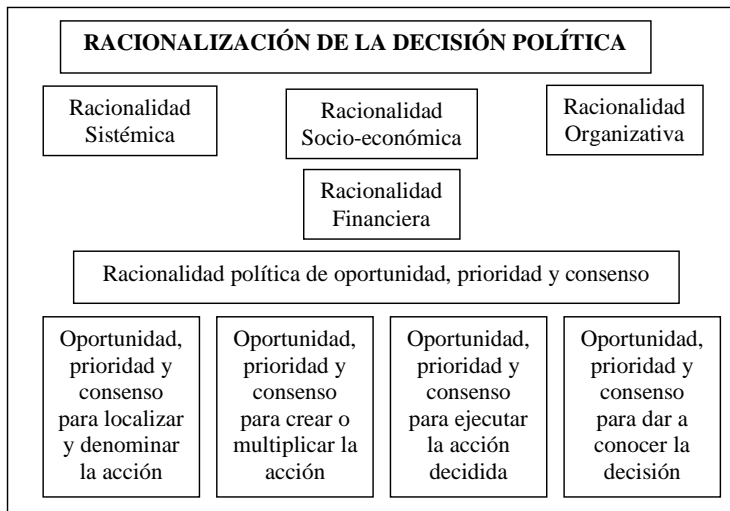 RACIONALIZACIÓN DE LA DECISIÓN POLÍTICA
Racionalidad
Sistémica
Racionalidad
Socio-económica
Racionalidad
Organizativa
Racionalidad
Financiera
Racionalidad política de oportunidad, prioridad y consenso
Oportunidad,
prioridad y
consenso
para localizar
y denominar
la acción
Oportunidad,
prioridad y
consenso
para crear o
multiplicar la
acción
Oportunidad,
prioridad y
consenso
para ejecutar
la acción
decidida
Oportunidad,
prioridad y
consenso
para dar a
conocer la
decisión